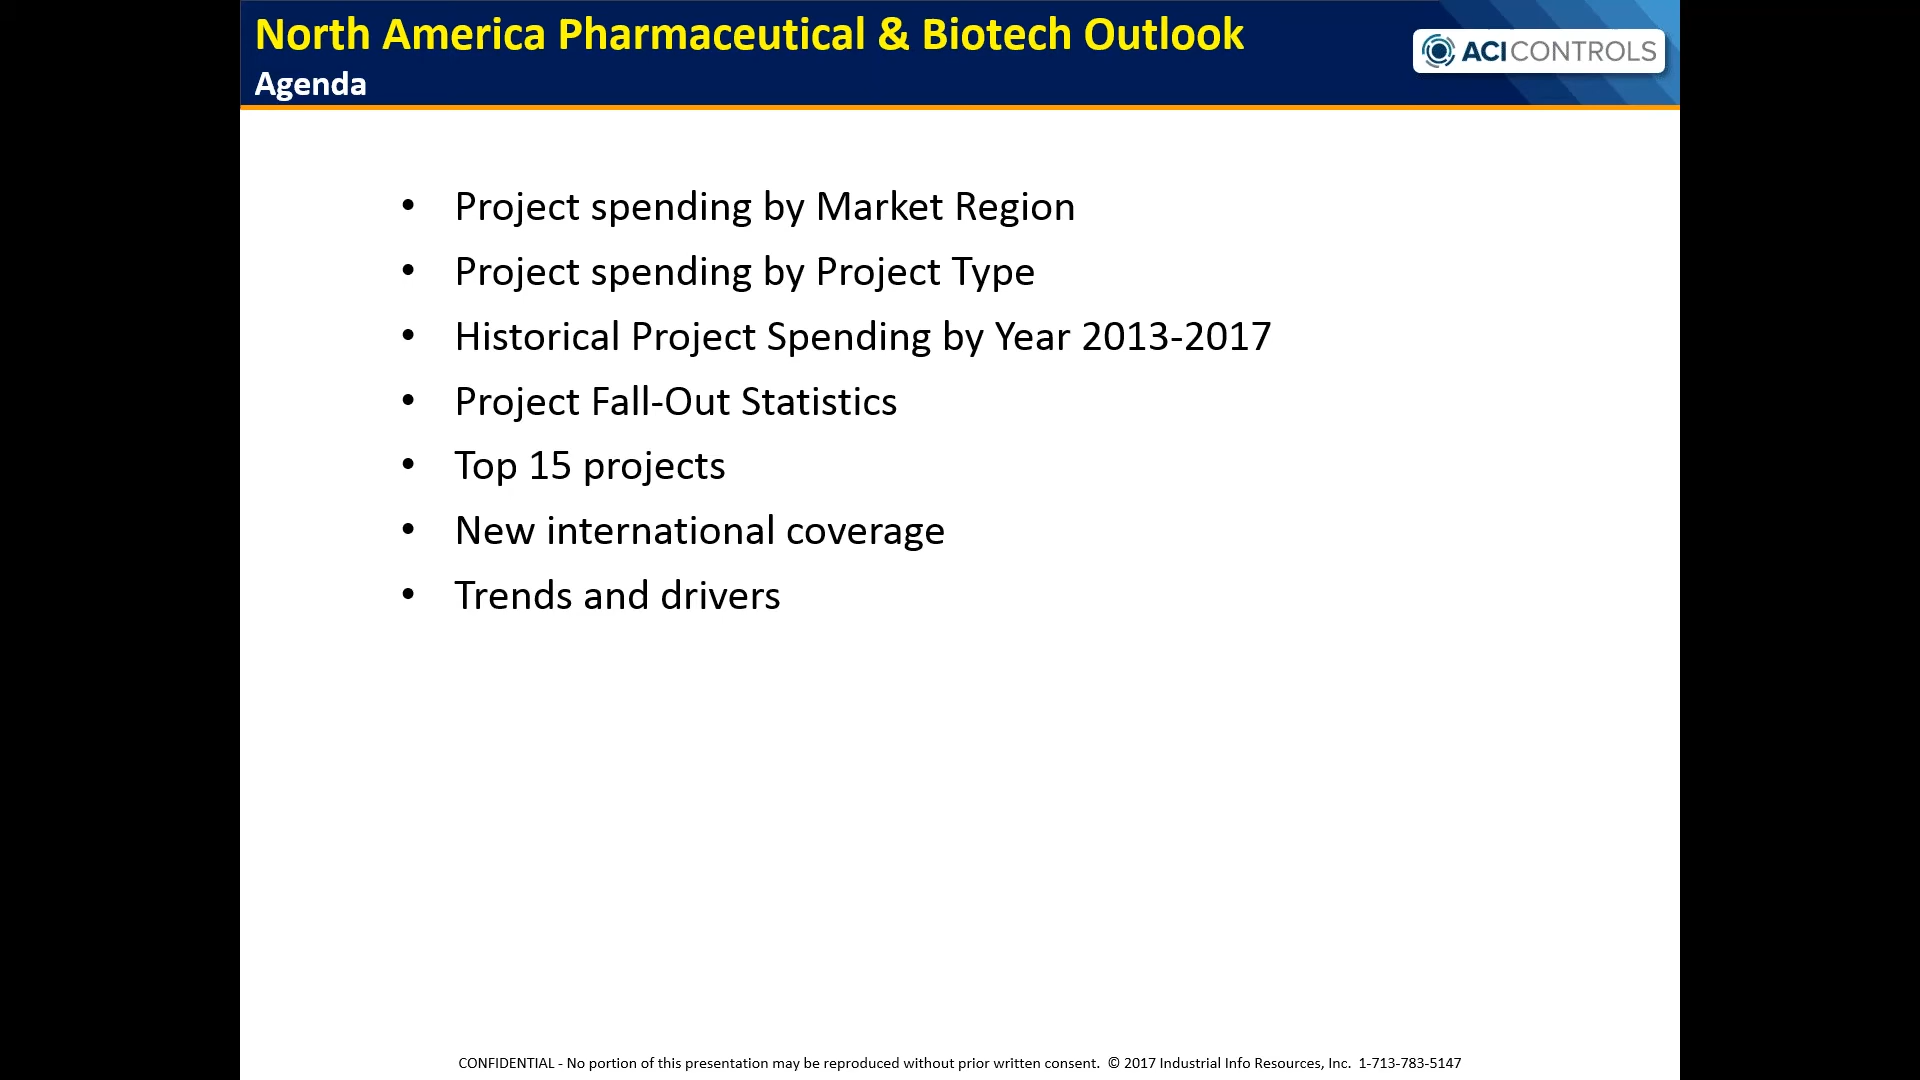 North America Pharmaceutical & Biotech Outlook
Agenda
ACI CONTROLS
• Project spending by Market Region
• Project spending by Project Type
• Historical Project Spending by Year 2013-2017
• Project Fall-Out Statistics
• Top 15 projects
• New international coverage
• Trends and drivers
CONFIDENTIAL - No portion of this presentation may be reproduced without prior written consent. © 2017 Industrial Info Resources, Inc. 1-713-783-5147